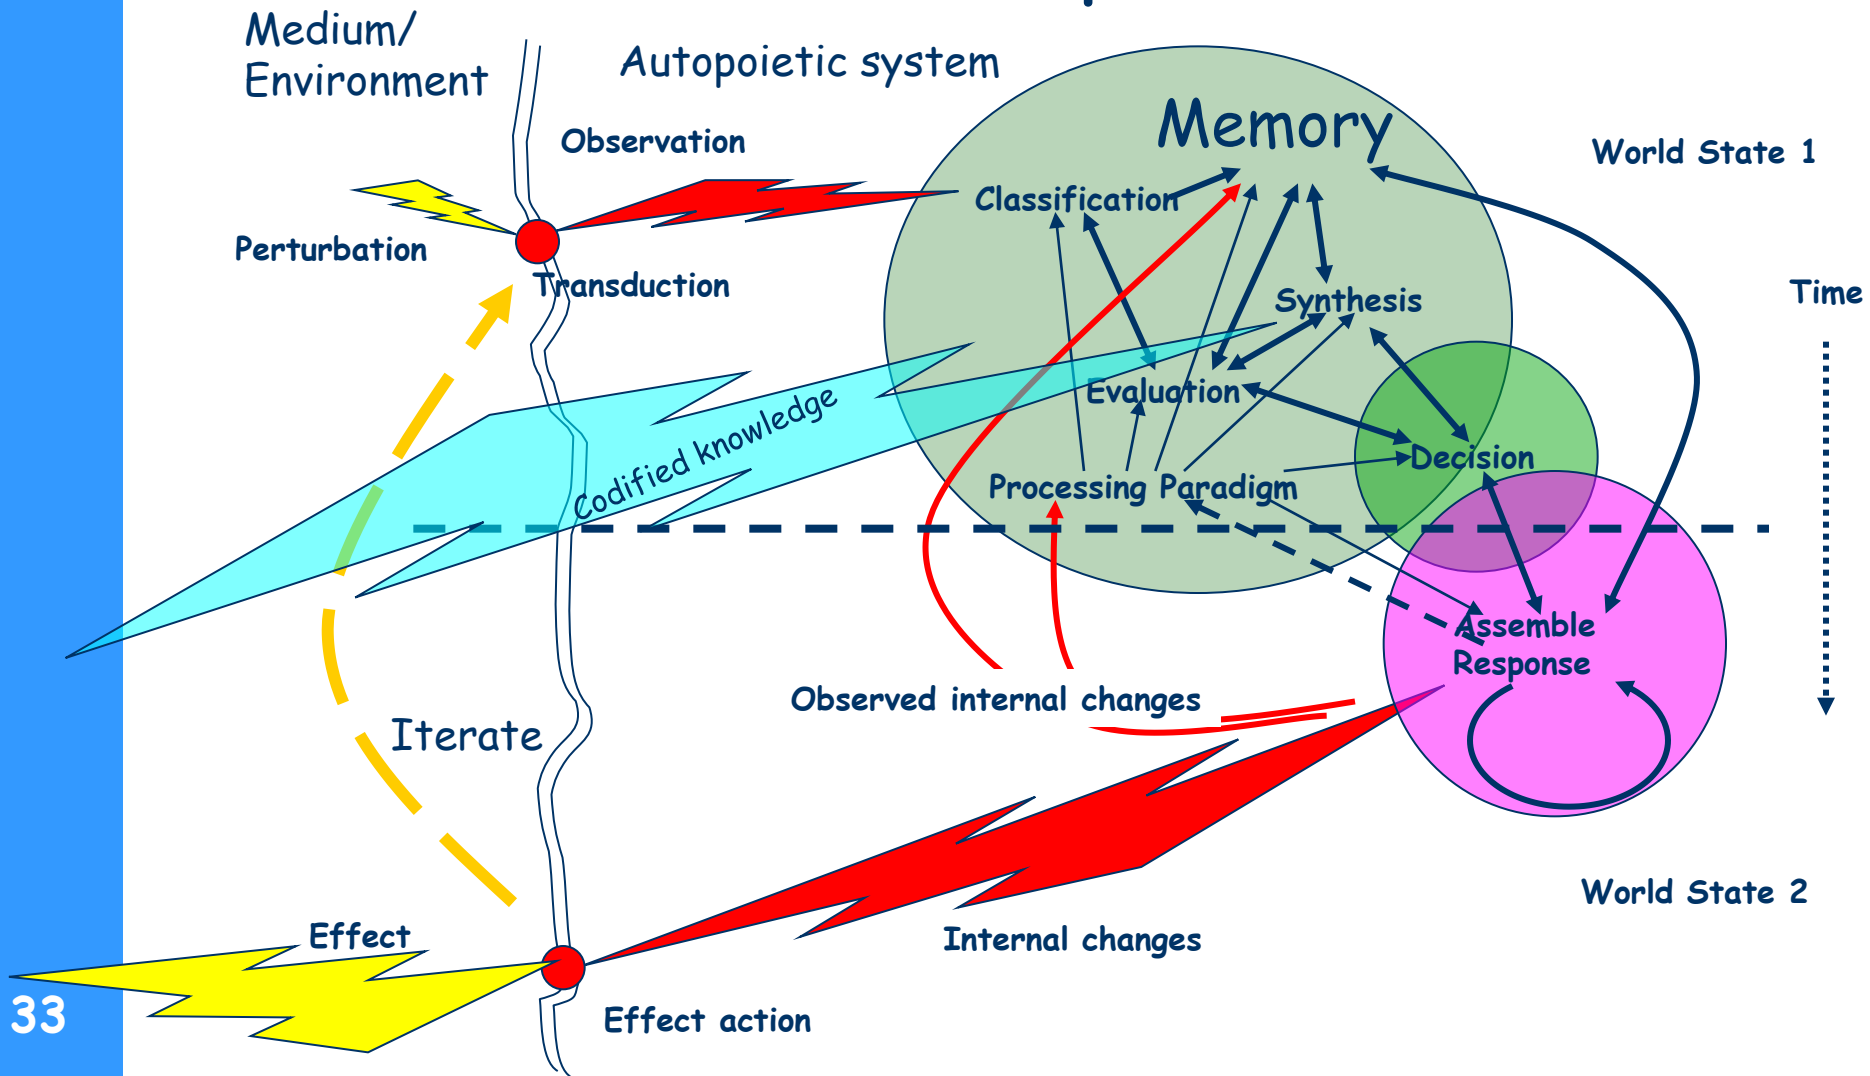 Medium/
Environment
Autopoietic system
Observation
Memory
World State 1
Classification
Perturbation
Transduction
Time
Synthesis
Evaluation
Codified knowledge
Decision
Processing Paradigm
Assemble
Response
Observed internal changes
Iterate
World State 2
Effect
Internal changes
33
Effect action